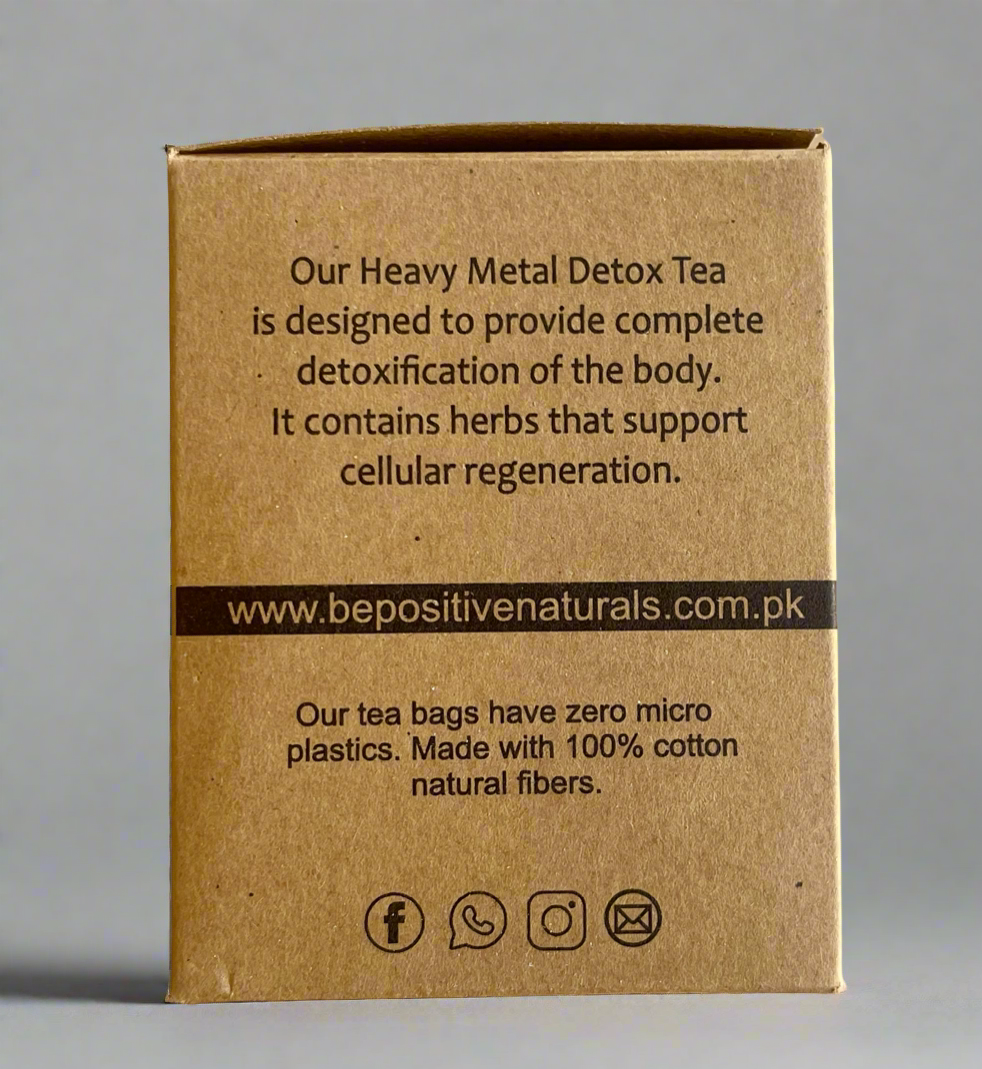 Our Heavy Metal Detox Tea
is designed to provide complete
detoxification of the body.
It contains herbs that support
cellular regeneration.
www.bepositivenaturals.com.pk
Our tea bags have zero micro
plastics. Made with 100% cotton
natural fibers.